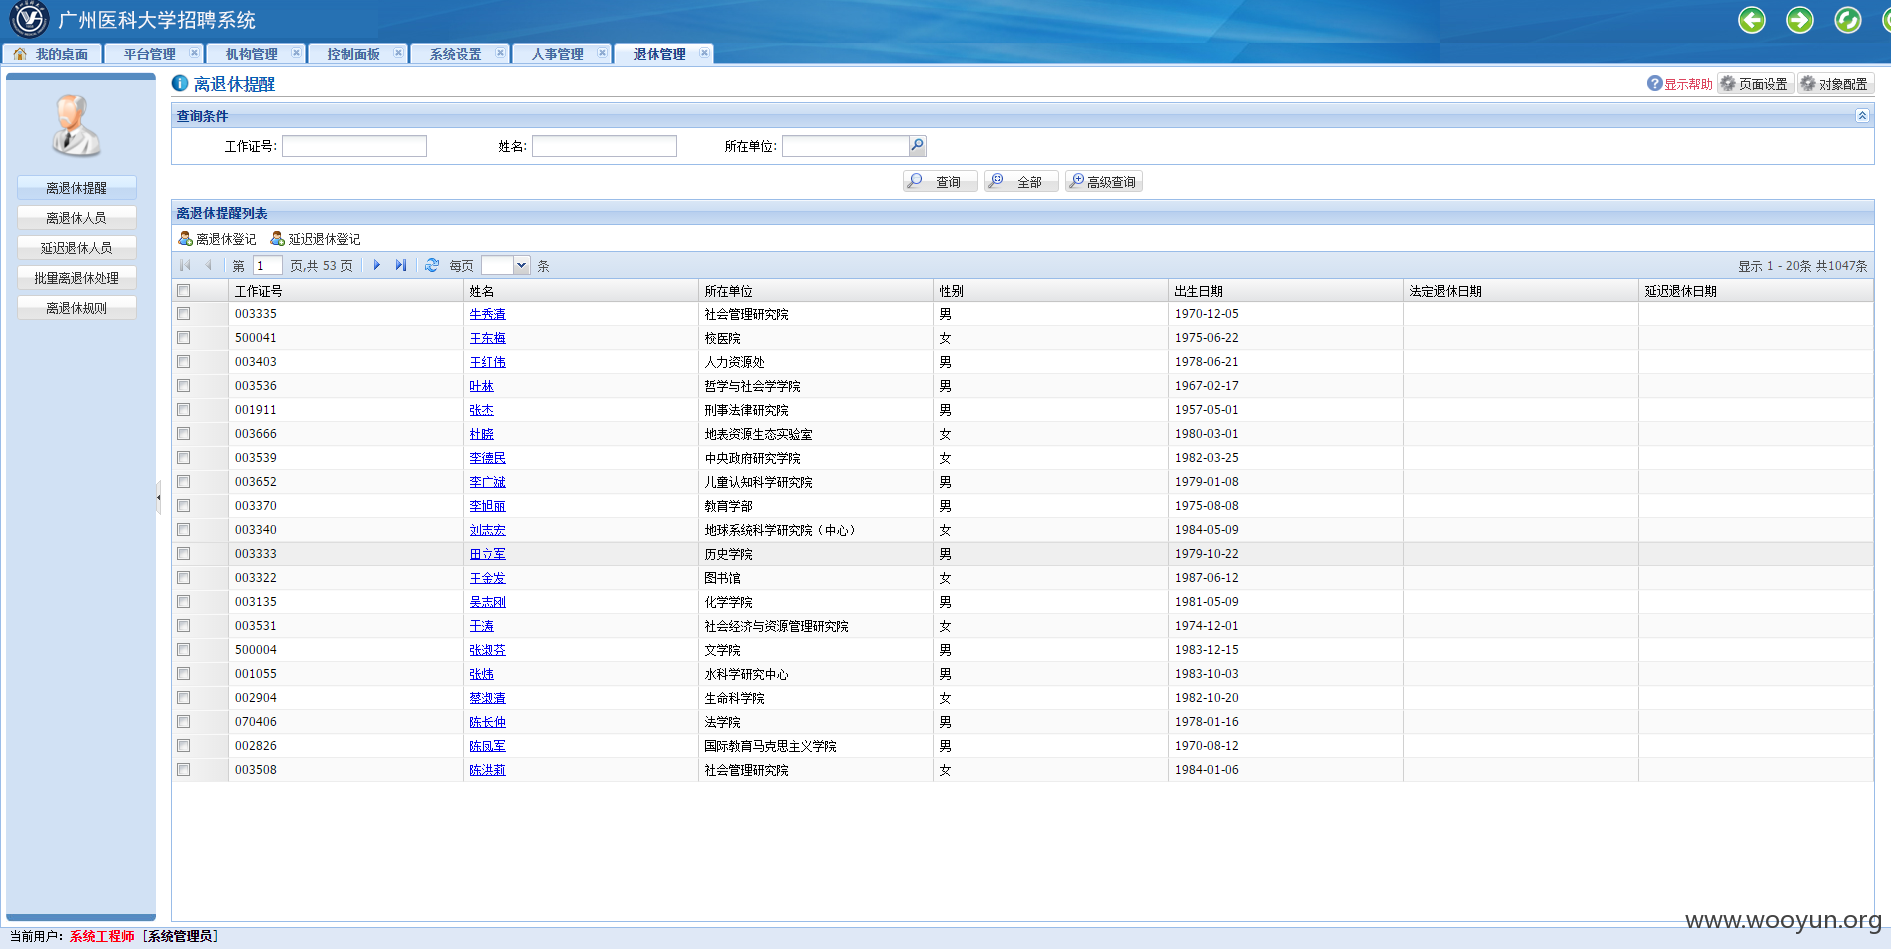 广州医科大学招聘系统
我的桌面 平台管理 机构管理 控制面板 系统设置 人事管理 退休管理
离退休提醒
显示帮助 页面设置 对象配置
查询条件
工作证号: 姓名: 所在单位:
查询 全部 高级查询
离退休提醒
离退休人员
延迟退休人员
批量离退休处理
离退休规则
离退休提醒列表
离退休登记 延迟退休登记
第 1 页,共 53 页 每页 条 显示 1 - 20条 共1047条
工作证号 姓名 所在单位 性别 出生日期 法定退休日期 延迟退休日期
003335 牛秀清 社会管理研究院 男 1970-12-05
500041 王东梅 校医院 女 1975-06-22
003403 王红伟 人力资源处 男 1978-06-21
003536 叶林 哲学与社会学学院 男 1967-02-17
001911 张杰 刑事法律研究院 男 1957-05-01
003666 杜晓 地表资源生态实验室 女 1980-03-01
003539 李德民 中央政府研究学院 女 1982-03-25
003652 李广斌 儿童认知科学研究院 男 1979-01-08
003370 李旭丽 教育学部 男 1975-08-08
003340 刘志宏 地球系统科学研究院（中心） 女 1984-05-09
003333 田立军 历史学院 男 1979-10-22
003322 王金发 图书馆 女 1987-06-12
003135 吴志刚 化学学院 男 1981-05-09
003531 于涛 社会经济与资源管理研究院 女 1974-12-01
500004 张淑芬 文学院 男 1983-12-15
001055 张炜 水科学研究中心 男 1983-10-03
002904 蔡淑清 生命科学院 女 1982-10-20
070406 陈长仲 法学院 男 1978-01-16
002826 陈凤军 国际教育马克思主义学院 男 1970-08-12
003508 陈洪莉 社会管理研究院 女 1984-01-06
www.wooyun.org
当前用户: 系统工程师 [系统管理员]